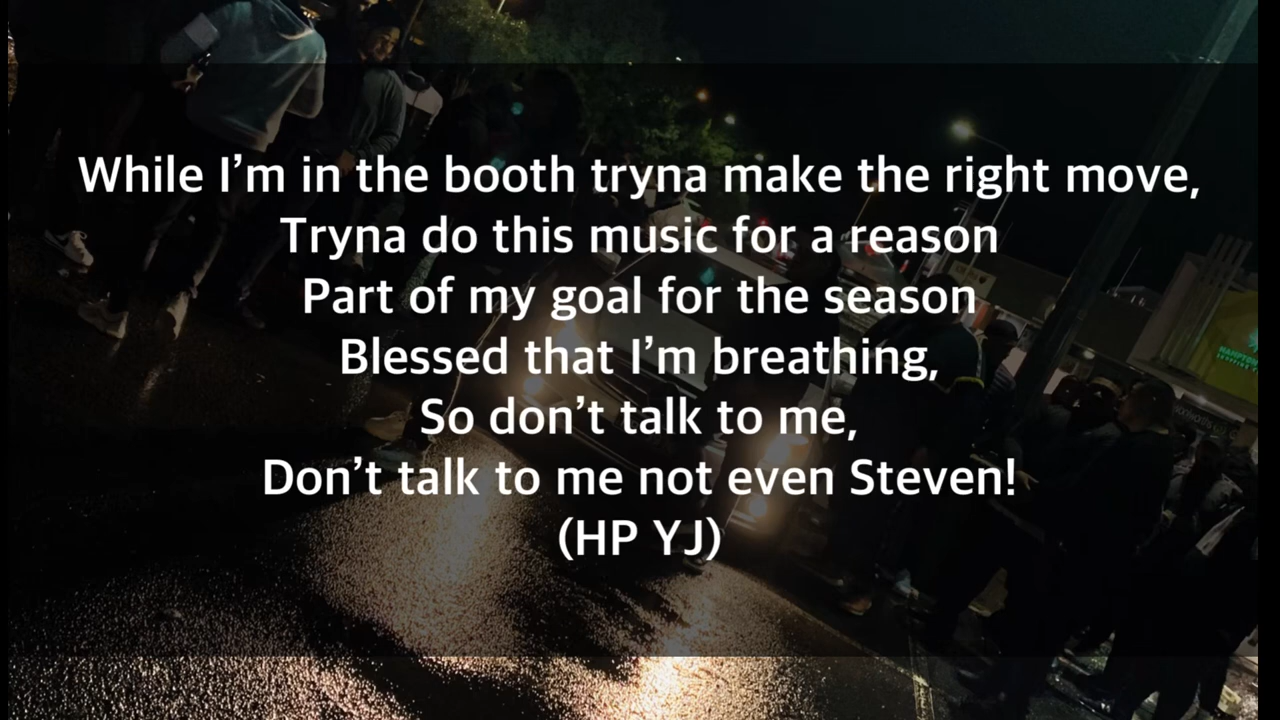 While I’m in the booth tryna make the right move,
Tryna do this music for a reason
Part of my goal for the season
Blessed that I’m breathing,
So don’t talk to me,
Don’t talk to me not even Steven!
(HP YJ)